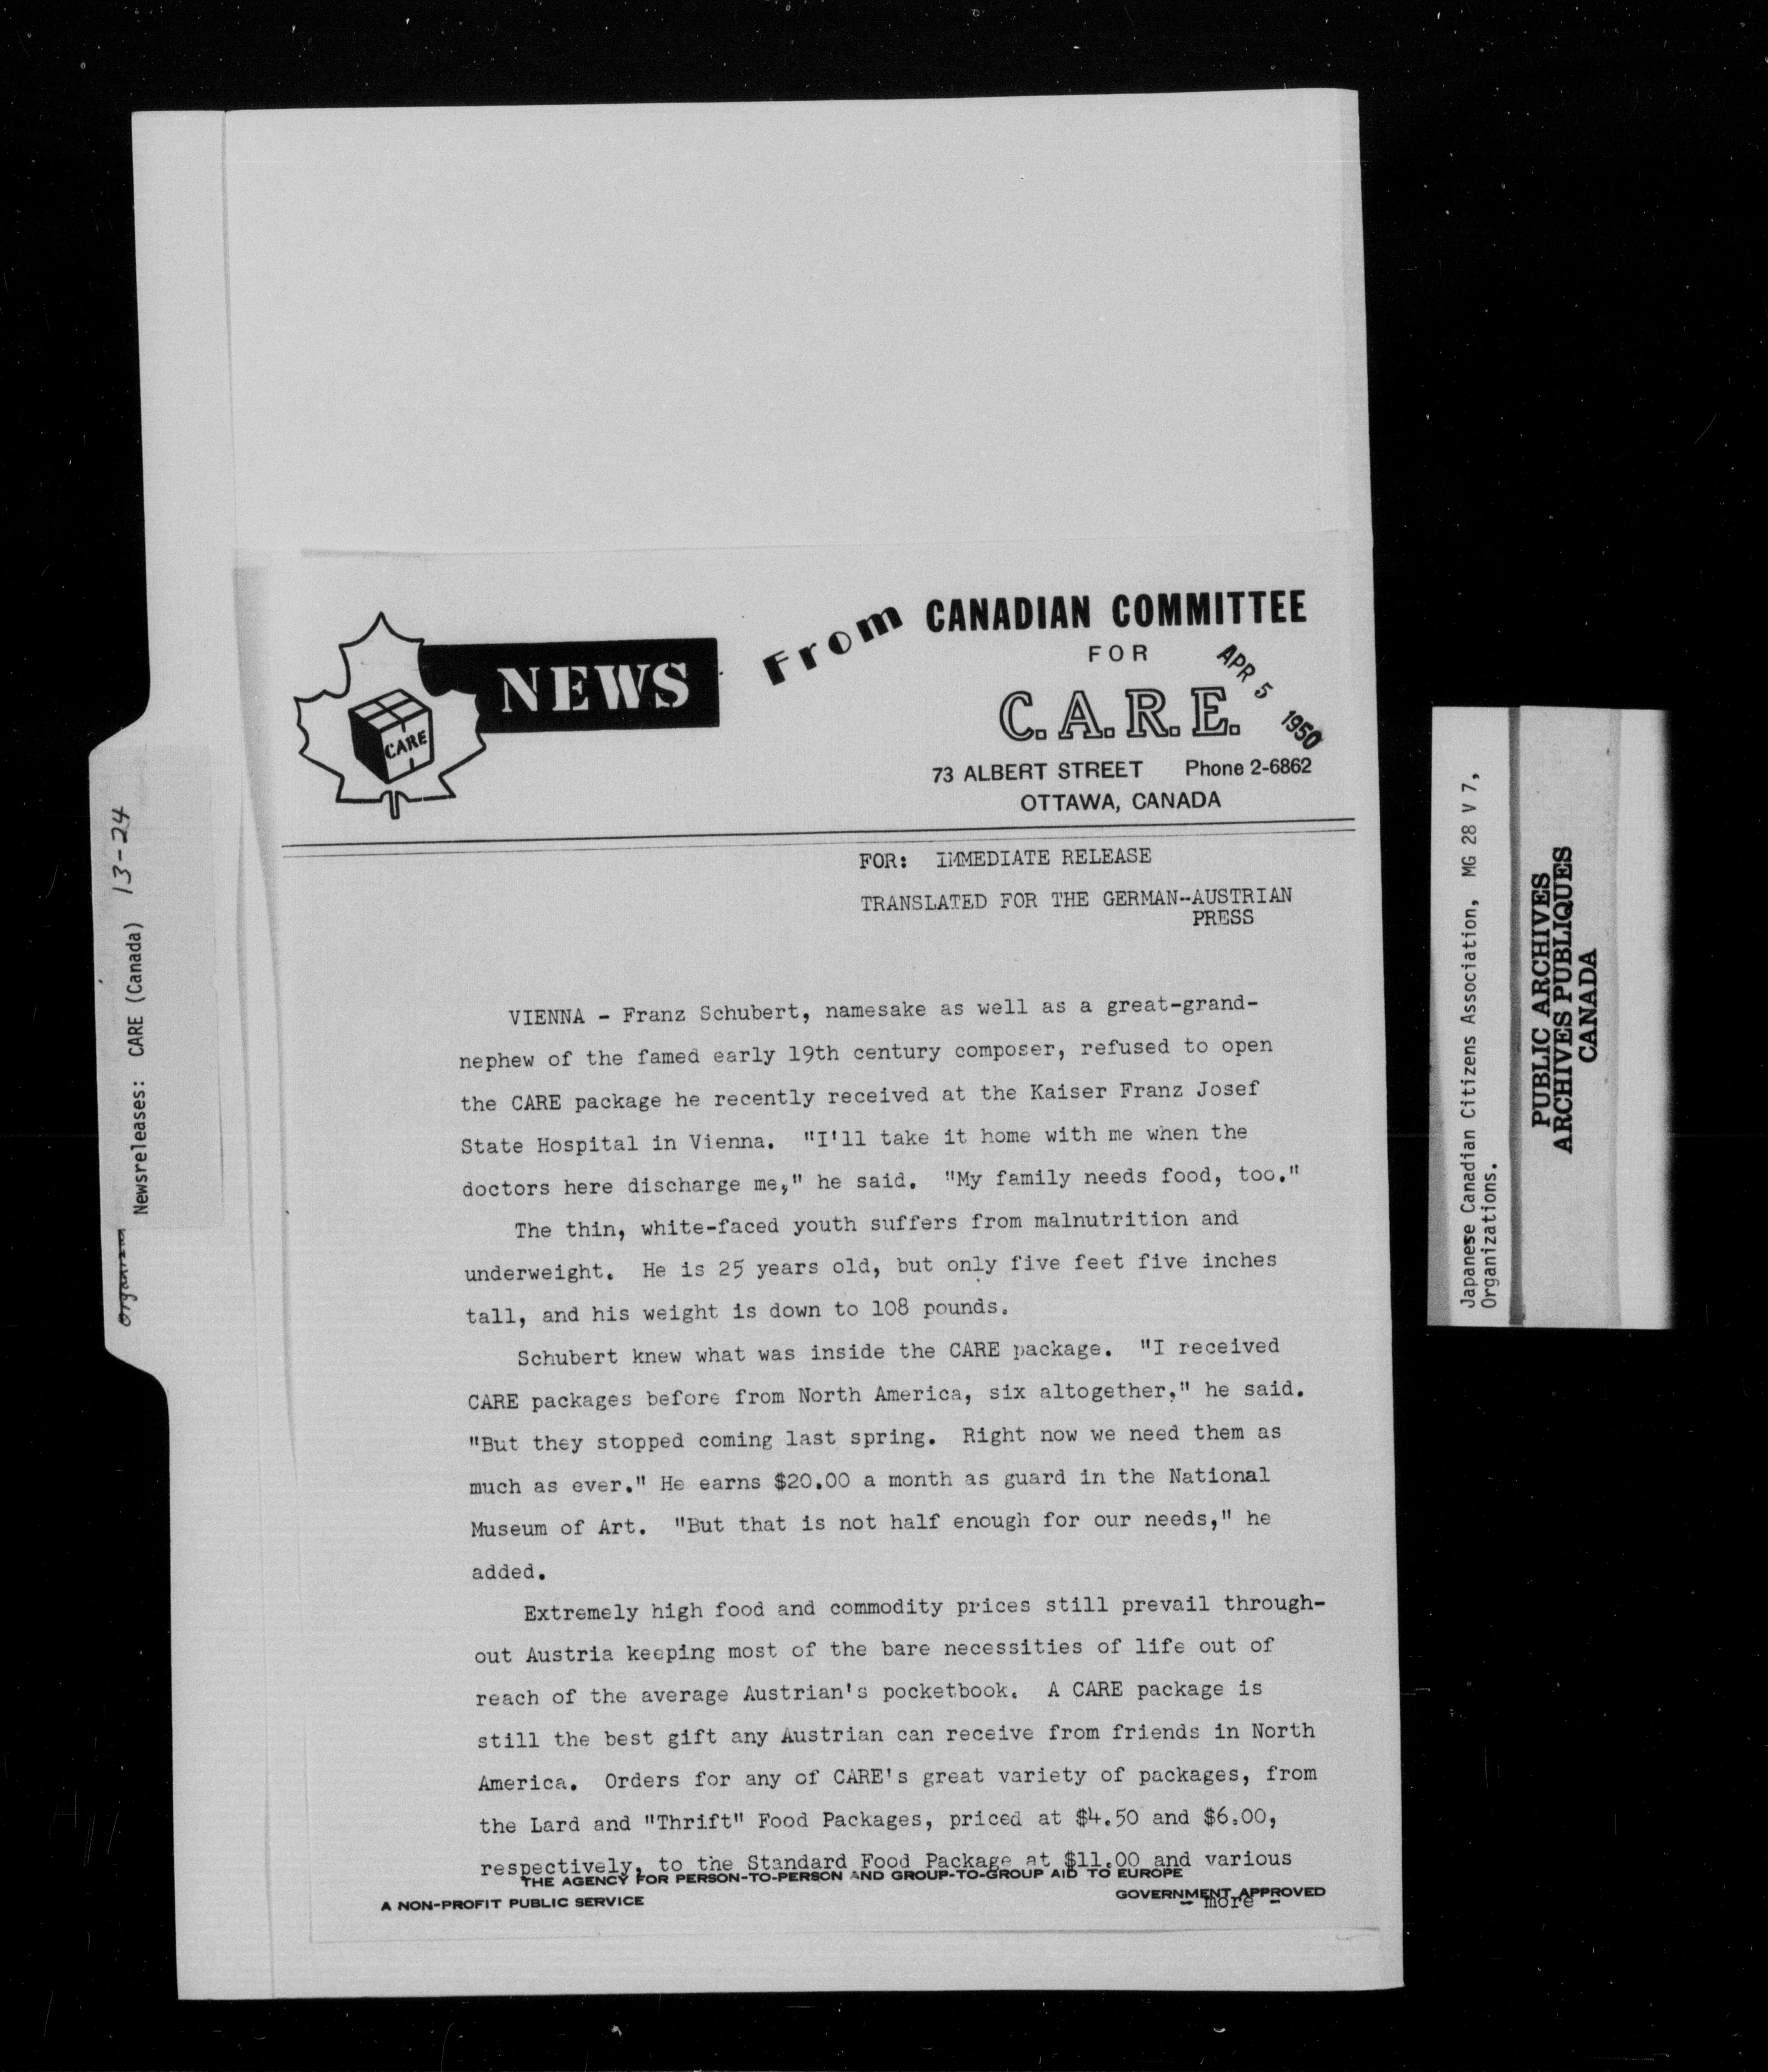 NEWS
From CANADIAN COMMITTEE
FOR
C.A.R.E.
APR 5 1950
73 ALBERT STREET Phone 2-6862
OTTAWA, CANADA
CARE
FOR: IMMEDIATE RELEASE
TRANSLATED FOR THE GERMAN--AUSTRIAN
PRESS
VIENNA - Franz Schubert, namesake as well as a great-grand-
nephew of the famed early 19th century composer, refused to open
the CARE package he recently received at the Kaiser Franz Josef
State Hospital in Vienna. "I'll take it home with me when the
doctors here discharge me," he said. "My family needs food, too."
The thin, white-faced youth suffers from malnutrition and
underweight. He is 25 years old, but only five feet five inches
tall, and his weight is down to 108 pounds.
Schubert knew what was inside the CARE package. "I received
CARE packages before from North America, six altogether," he said.
"But they stopped coming last spring. Right now we need them as
much as ever." He earns $20.00 a month as guard in the National
Museum of Art. "But that is not half enough for our needs," he
added.
Extremely high food and commodity prices still prevail through-
out Austria keeping most of the bare necessities of life out of
reach of the average Austrian's pocketbook. A CARE package is
still the best gift any Austrian can receive from friends in North
America. Orders for any of CARE's great variety of packages, from
the Lard and "Thrift" Food Packages, priced at $4.50 and $6.00,
respectively, to the Standard Food Package at $11.00 and various
THE AGENCY FOR PERSON-TO-PERSON AND GROUP-TO-GROUP AID TO EUROPE
A NON-PROFIT PUBLIC SERVICE
GOVERNMENT APPROVED
- more -
Newsreleases: CARE (Canada) 13-24
Japanese Canadian Citizens Association, MG 28 V 7,
Organizations.
PUBLIC ARCHIVES
ARCHIVES PUBLIQUES
CANADA